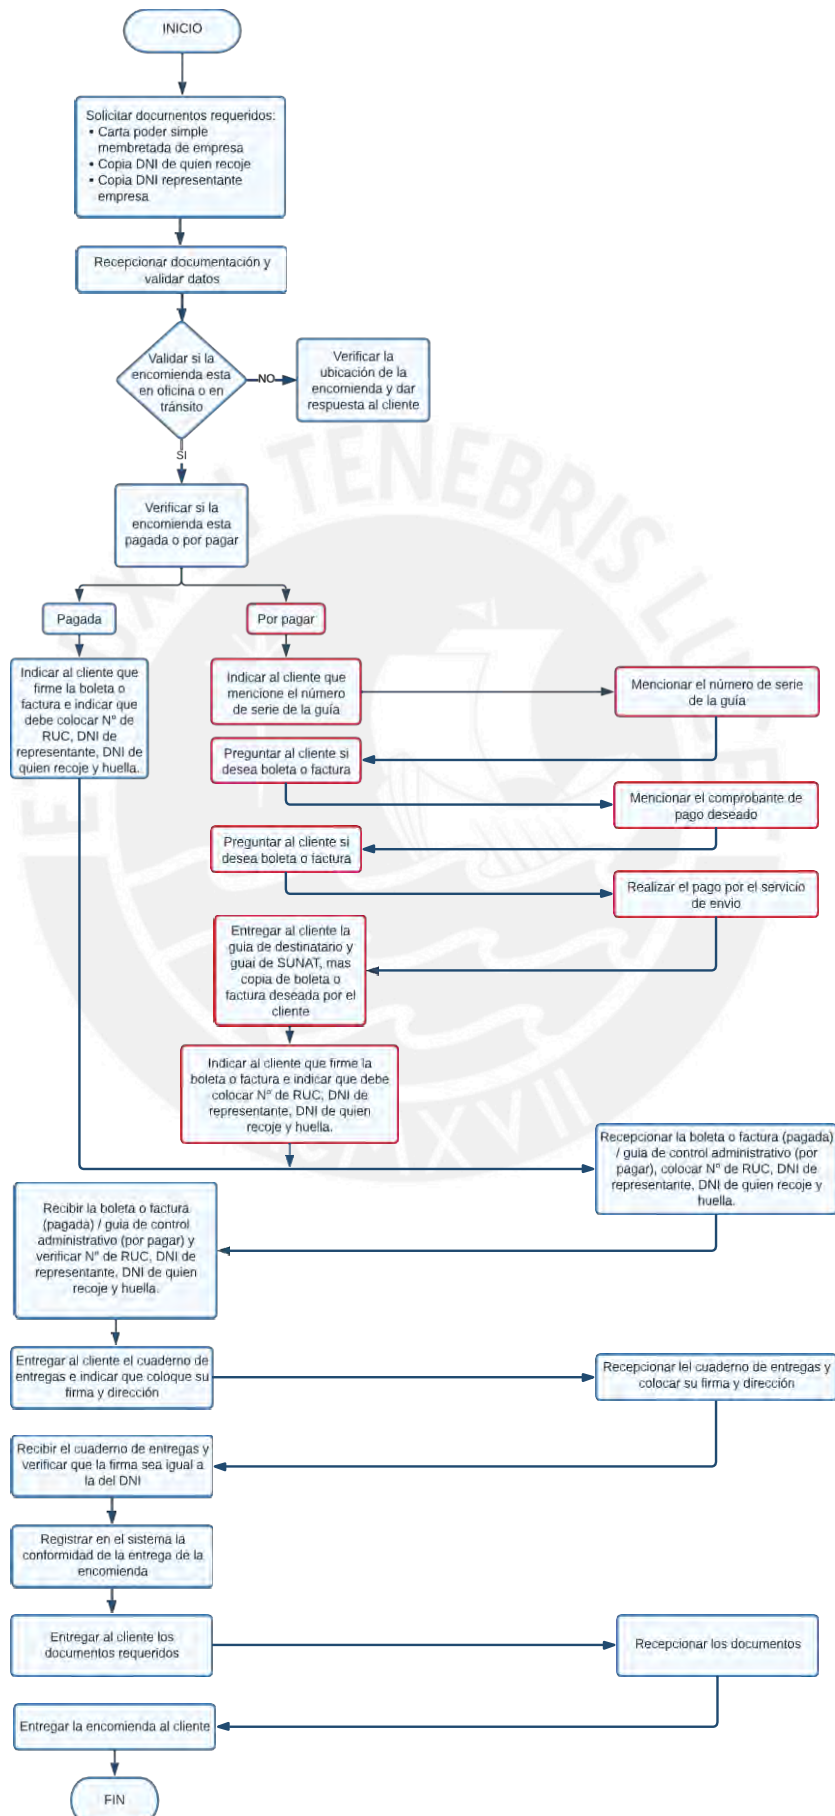 INICIO
Solicitar documentos requeridos:
• Carta poder simple
membretada de empresa
• Copia DNI de quien recoje
• Copia DNI representante
empresa
Recepcionar documentación y
validar datos
Validar si la
encomienda esta
en oficina o en
tránsito
NO
Verificar la
ubicación de la
encomienda y dar
respuesta al cliente
SI
Verificar si la
encomienda esta
pagada o por pagar
Pagada
Por pagar
Indicar al cliente que
firme la boleta o
factura e indicar que
debe colocar Nº de
RUC, DNI de
representante, DNI de
quien recoje y huella.
Indicar al cliente que
mencione el número
de serie de la guía
Mencionar el número de serie
de la guía
Preguntar al cliente si
desea boleta o factura
Mencionar el comprobante de
pago deseado
Preguntar al cliente si
desea boleta o factura
Realizar el pago por el servicio
de envio
Entregar al cliente la
guia de destinatario y
guai de SUNAT, mas
copia de boleta o
factura deseada por el
cliente
Indicar al cliente que firme la
boleta o factura e indicar que debe
colocar Nº de RUC, DNI de
representante, DNI de quien
recoje y huella.
Recepcionar la boleta o factura (pagada)
/ guia de control administrativo (por
pagar), colocar Nº de RUC, DNI de
representante, DNI de quien recoje y
huella.
Recibir la boleta o factura
(pagada) / guia de control
administrativo (por pagar) y
verificar Nº de RUC, DNI de
representante, DNI de quien
recoje y huella.
Entregar al cliente el cuaderno de
entregas e indicar que coloque su
firma y dirección
Recepcionar lel cuaderno de entregas y
colocar su firma y dirección
Recibir el cuaderno de entregas y
verificar que la firma sea igual a
la del DNI
Registrar en el sistema la
conformidad de la entrega de la
encomienda
Entregar al cliente los
documentos requeridos
Recepcionar los documentos
Entregar la encomienda al cliente
FIN
ET LUX IN TENEBRIS LUCET
MCMXVII